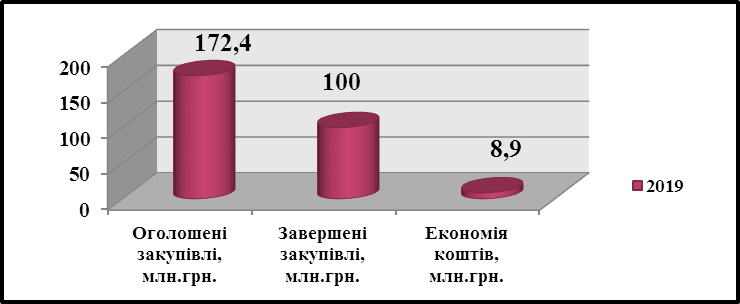 172,4
100
8,9
200
150
100
50
0
Оголошені
закупівлі,
млн.грн.
Завершені
закупівлі,
млн.грн.
Економія
коштів,
млн.грн.
2019